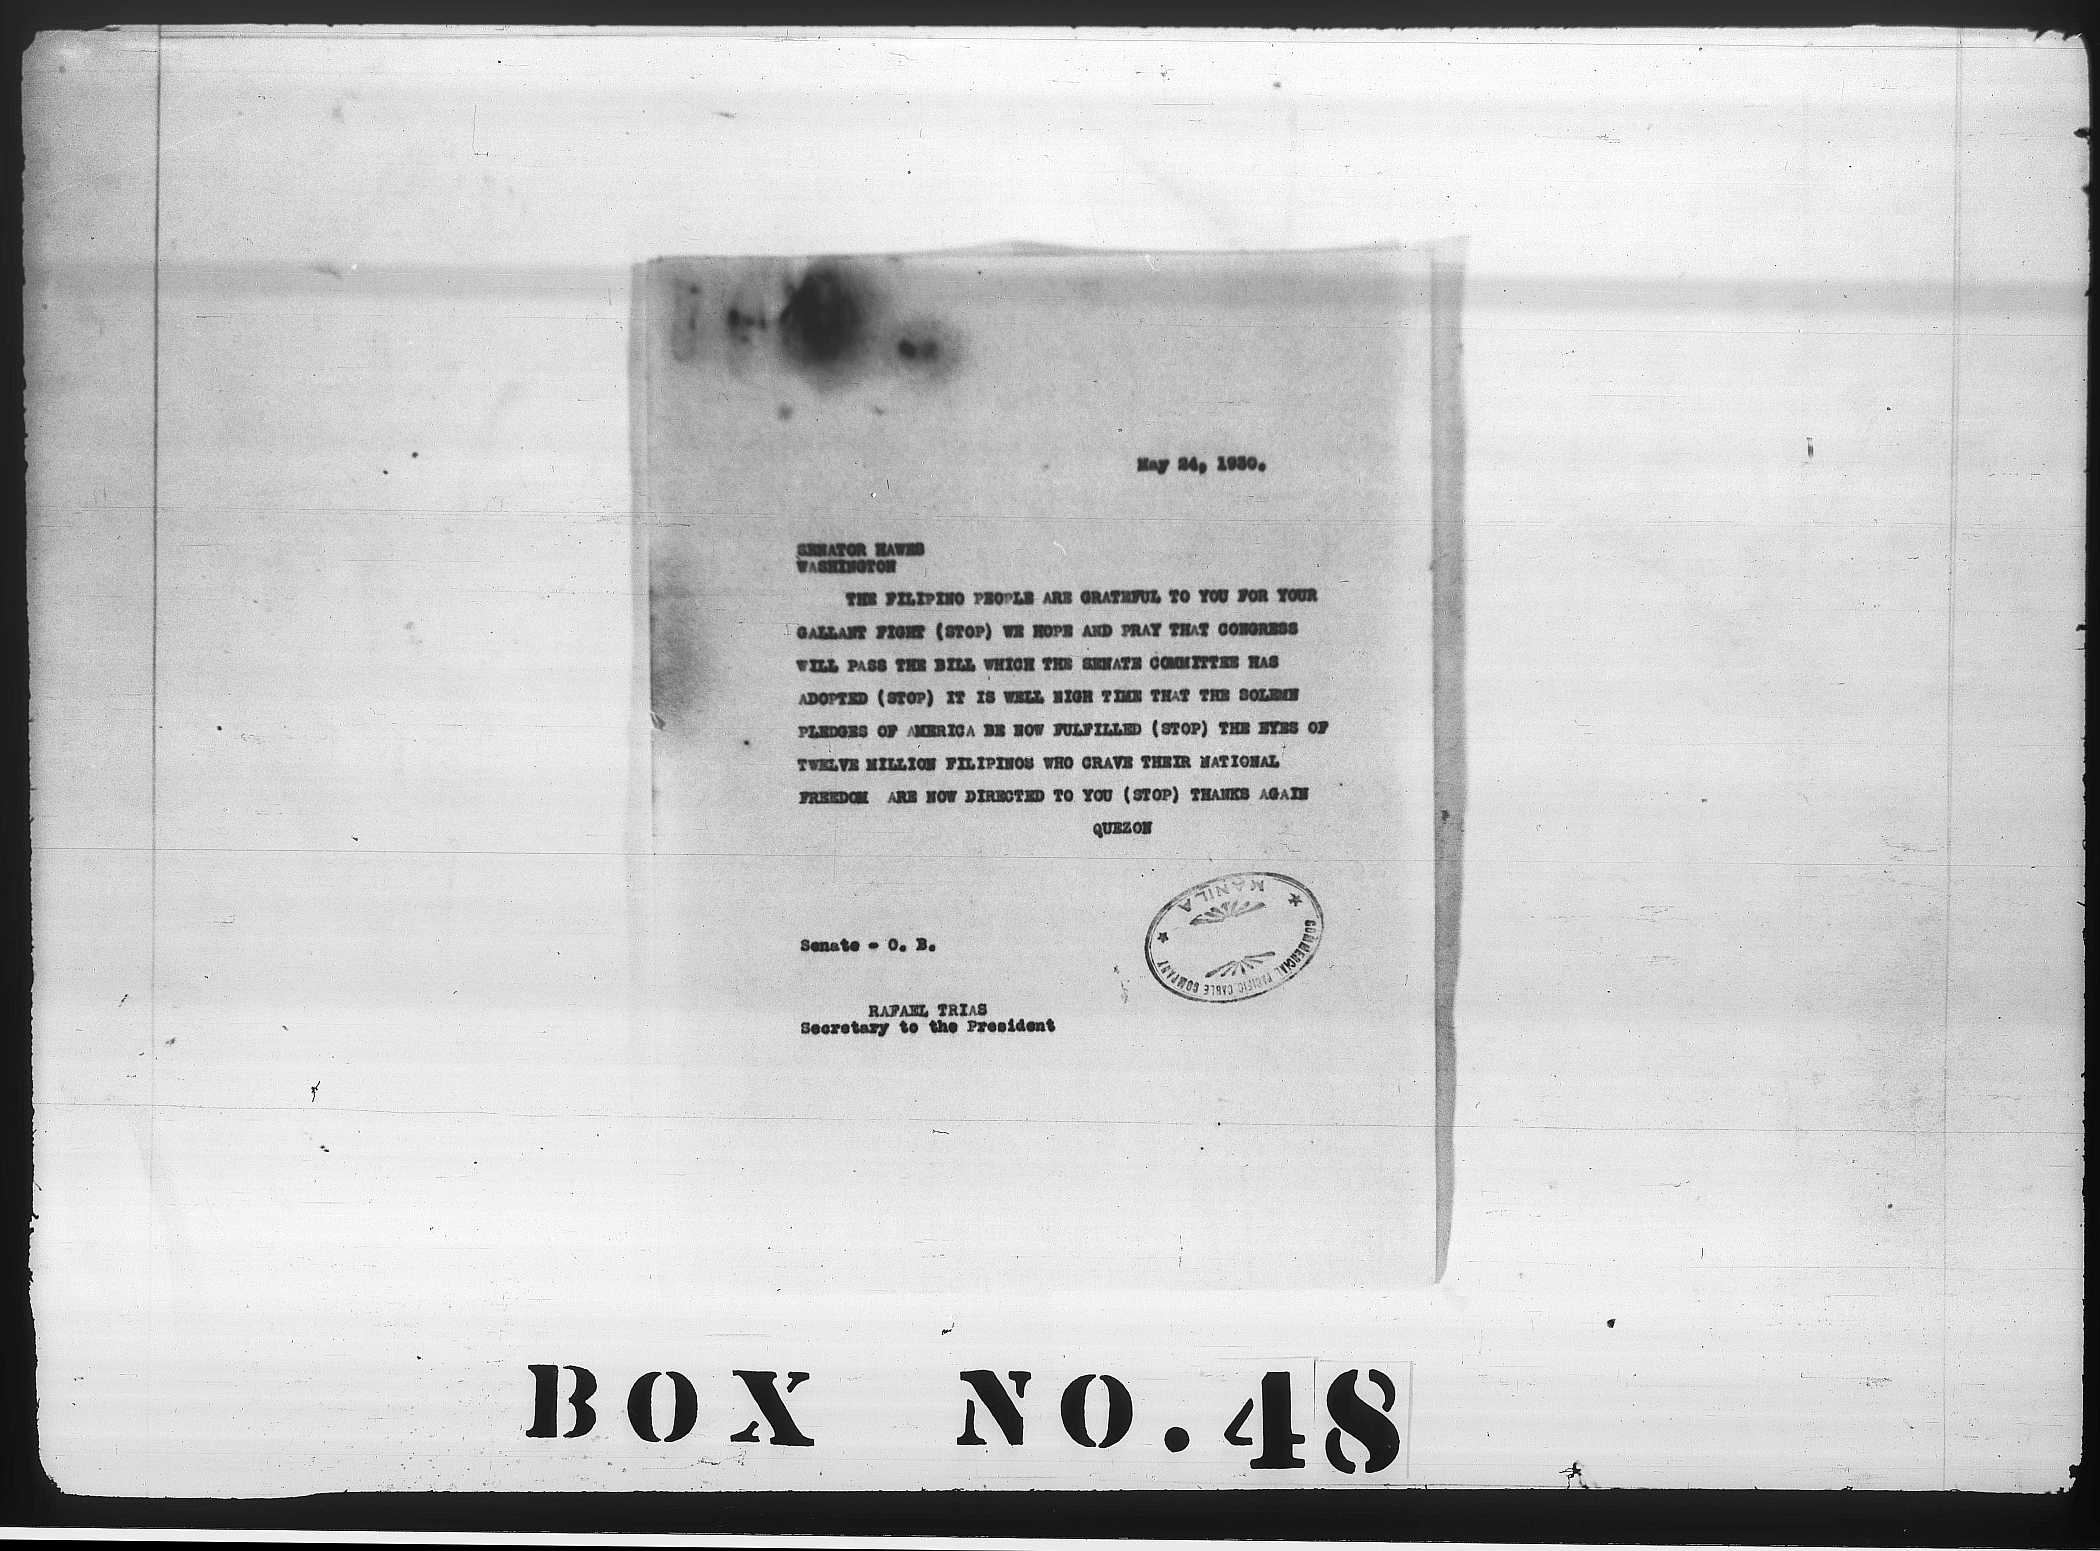 May 24, 1930.
SENATOR HAWES
WASHINGTON
THE FILIPINO PEOPLE ARE GRATEFUL TO YOU FOR YOUR
GALLANT FIGHT (STOP) WE HOPE AND PRAY THAT CONGRESS
WILL PASS THE BILL WHICH THE SENATE COMMITTEE HAS
ADOPTED (STOP) IT IS WELL NIGH TIME THAT THE SOLEMN
PLEDGES OF AMERICA BE NOW FULFILLED (STOP) THE EYES OF
TWELVE MILLION FILIPINOS WHO CRAVE THEIR NATIONAL
FREEDOM ARE NOW DIRECTED TO YOU (STOP) THANKS AGAIN
QUEZON
COMMERCIAL PACIFIC CABLE COMPANY
MANILA
Senate - O. B.
RAFAEL TRIAS
Secretary to the President
BOX NO. 48